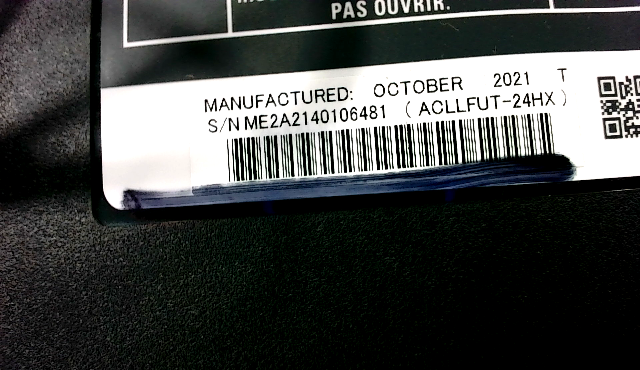 PAS OUVRIR.
MANUFACTURED: OCTOBER 2021 T
S/N ME2A2140106481 (ACLLFUT-24HX)